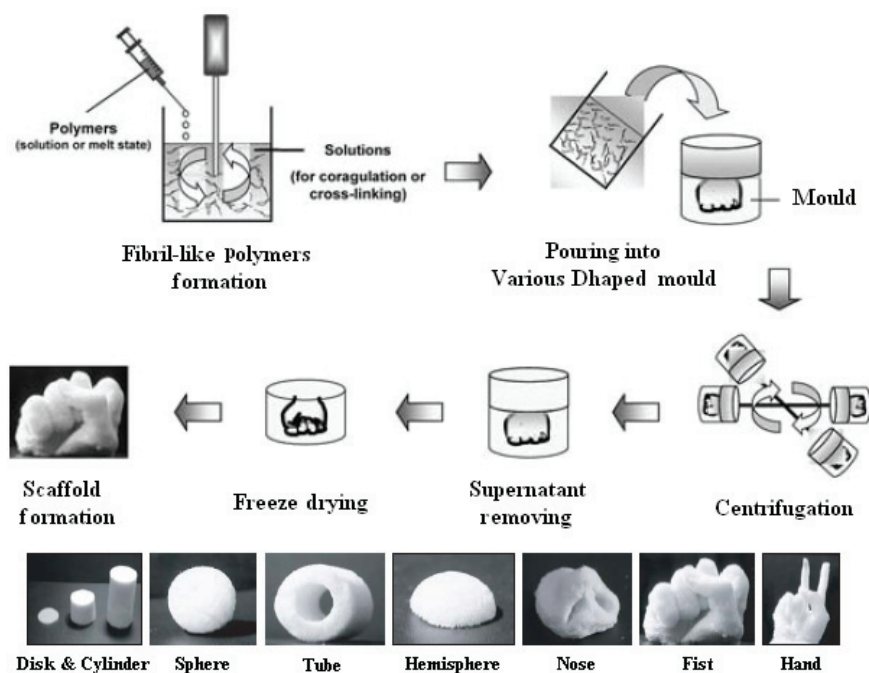 Polymers
(solution or melt state)
Solutions
(for coragulation or
cross-linking)
Fibril-like polymers
formation
Mould
Pouring into
Various Dhaped mould
Scaffold
formation
Freeze drying
Supernatant
removing
Centrifugation
Disk & Cylinder
Sphere
Tube
Hemisphere
Nose
Fist
Hand